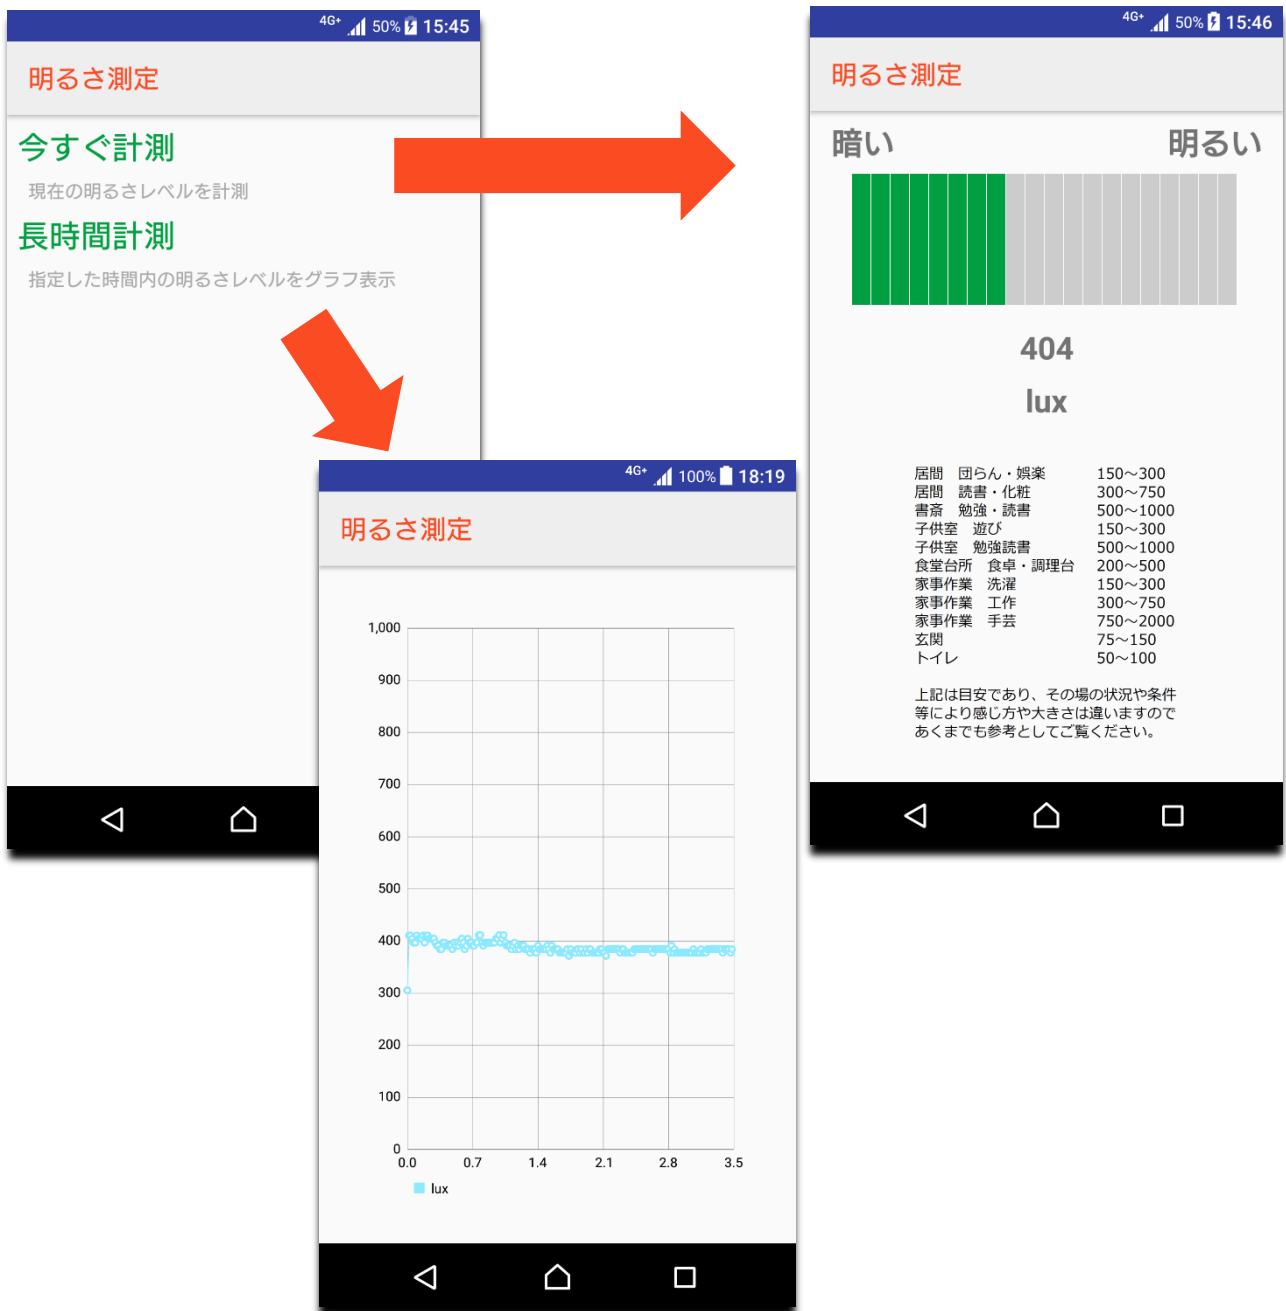 4G+ 50% 15:45
明るさ測定
今すぐ計測
現在の明るさレベルを計測
長時間計測
指定した時間内の明るさレベルをグラフ表示
4G+ 50% 15:46
明るさ測定
暗い 明るい
404
lux
居間 団らん・娯楽 150～300
居間 読書・化粧 300～750
書斎 勉強・読書 500～1000
子供室 遊び 150～300
子供室 勉強読書 500～1000
食堂台所 食卓・調理台 200～500
家事作業 洗濯 150～300
家事作業 工作 300～750
家事作業 手芸 750～2000
玄関 75～150
トイレ 50～100
上記は目安であり、その場の状況や条件
等により感じ方や大きさは違いますので
あくまでも参考としてご覧ください。
4G+ 100% 18:19
明るさ測定
1,000
900
800
700
600
500
400
300
200
100
0
0.0 0.7 1.4 2.1 2.8 3.5
lux